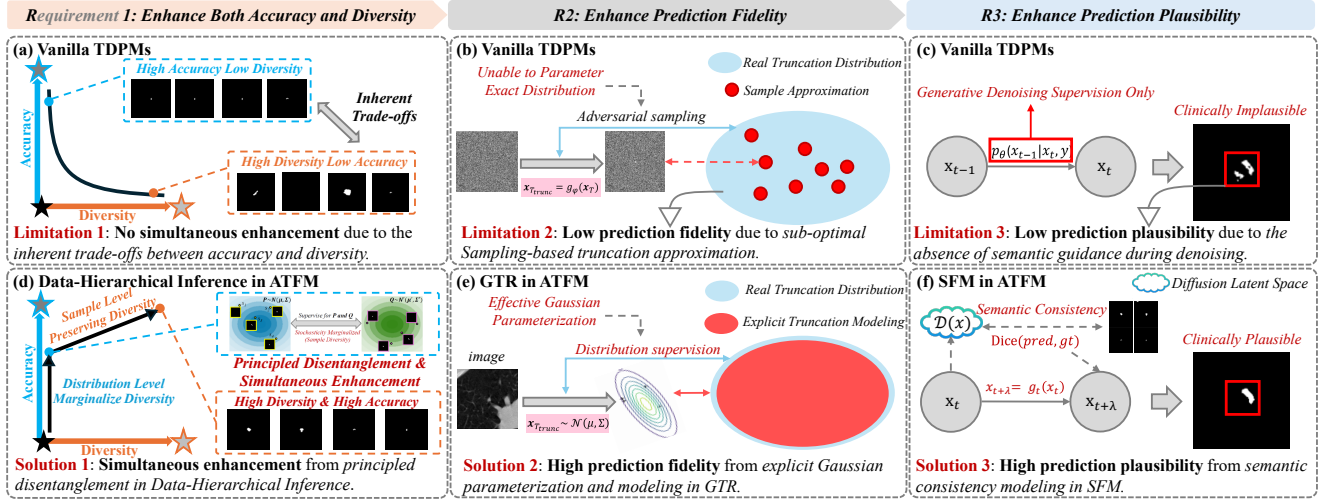 Requirement 1: Enhance Both Accuracy and Diversity
R2: Enhance Prediction Fidelity
R3: Enhance Prediction Plausibility
(a) Vanilla TDPMs
High Accuracy Low Diversity
Accuracy
Inherent
Trade-offs
High Diversity Low Accuracy
Diversity
Limitation 1: No simultaneous enhancement due to the
inherent trade-offs between accuracy and diversity.
(b) Vanilla TDPMs
Real Truncation Distribution
Sample Approximation
Unable to Parameter
Exact Distribution
Adversarial sampling
x_{T_{trunc}} = g_φ(x_T)
Limitation 2: Low prediction fidelity due to sub-optimal
Sampling-based truncation approximation.
(c) Vanilla TDPMs
Generative Denoising Supervision Only
Clinically Implausible
x_{t-1}
p_θ(x_{t-1}|x_t, y
x_t
Limitation 3: Low prediction plausibility due to the
absence of semantic guidance during denoising.
(d) Data-Hierarchical Inference in ATFM
Sample Level
Preserving Diversity
P~N(μ,Σ)
Supervise for P and Q
Stochasticity Marginalized
(Sample Diversity)
Accuracy
Distribution Level
Marginalize Diversity
Principled Disentanglement &
Simultaneous Enhancement
High Diversity & High Accuracy
Diversity
Solution 1: Simultaneous enhancement from principled
disentanglement in Data-Hierarchical Inference.
(e) GTR in ATFM
Real Truncation Distribution
Explicit Truncation Modeling
Effective Gaussian
Parameterization
image
Distribution supervision
x_{T_{trunc}}~ N(μ, Σ)
Solution 2: High prediction fidelity from explicit Gaussian
parameterization and modeling in GTR.
(f) SFM in ATFM
Diffusion Latent Space
D(x)
Semantic Consistency
Dice(pred, gt)
Clinically Plausible
x_t
x_{t+λ}= g_t(x_t)
x_{t+λ}
Solution 3: High prediction plausibility from semantic
consistency modeling in SFM.